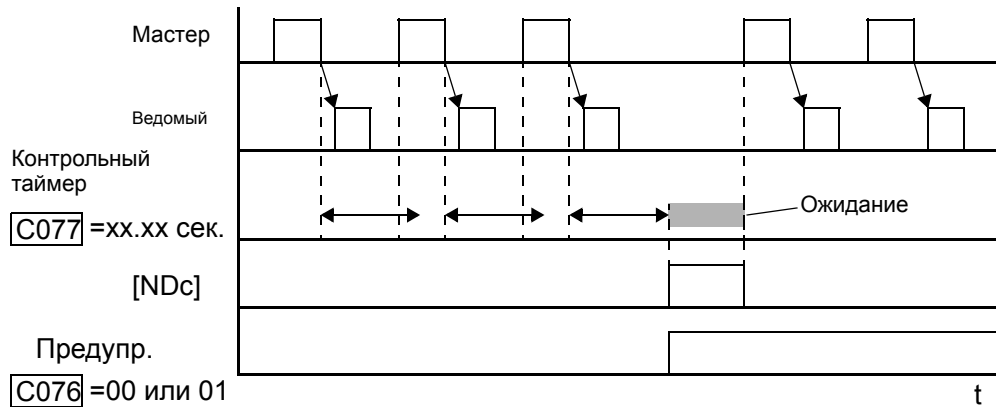 Мастер
Ведомый
Контрольный
таймер
C077 =xx.xx сек.
Ожидание
[NDc]
Предупр.
C076 =00 или 01
t